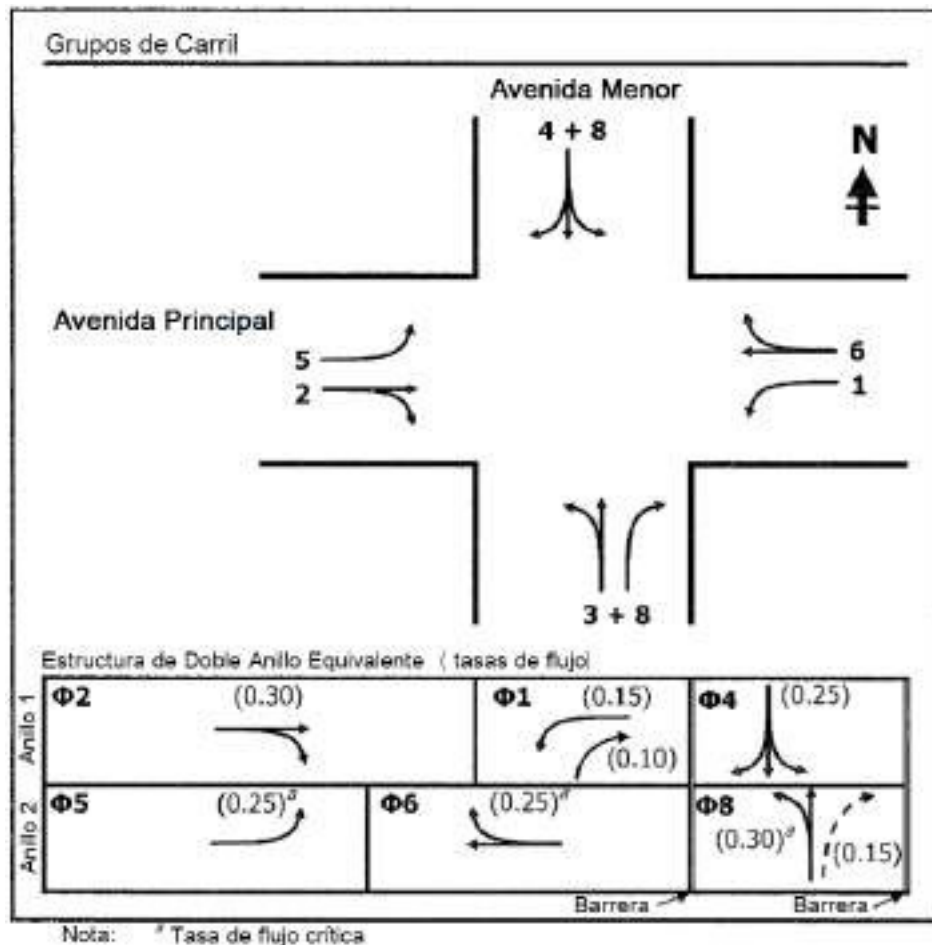 Grupos de Carril
Avenida Menor
4 + 8
N
Avenida Principal
5
6
2
1
3 + 8
Estructura de Doble Anillo Equivalente ( tasas de flujo)
Anillo 1
Φ2 (0.30)
Φ1 (0.15)
(0.10)
Φ4 (0.25)
Anillo 2
Φ5 (0.25)ª
Φ6 (0.25)ª
Φ8
(0.30)ª (0.15)
Barrera
Barrera
Nota: ª Tasa de flujo crítica